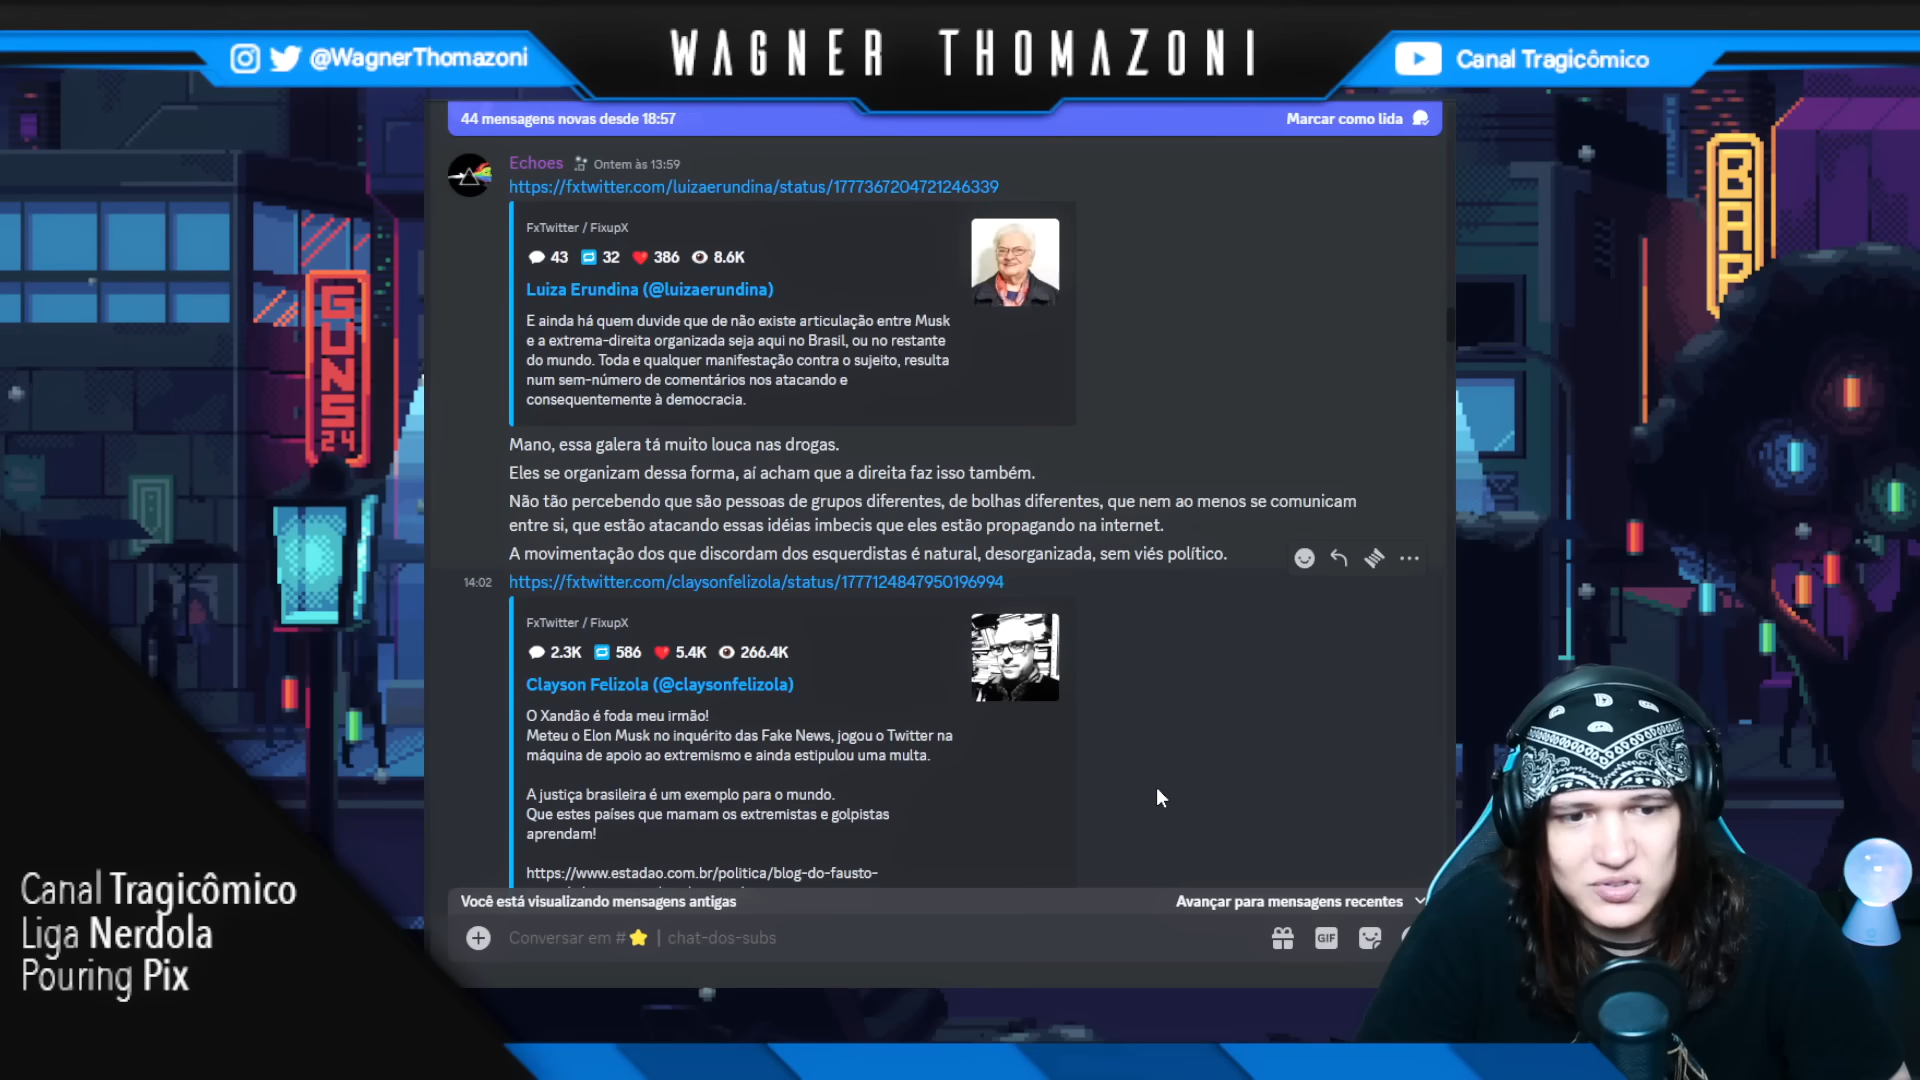 @WagnerThomazoni
WAGNER THOMAZONI
Canal Tragicômico
44 mensagens novas desde 18:57
Marcar como lida
Echoes Ontem às 13:59
https://fxtwitter.com/luizaerundina/status/1777367204721246339
FxTwitter / FixupX
43 32 386 8.6K
Luiza Erundina (@luizaerundina)
E ainda há quem duvide que de não existe articulação entre Musk
e a extrema-direita organizada seja aqui no Brasil, ou no restante
do mundo. Toda e qualquer manifestação contra o sujeito, resulta
num sem-número de comentários nos atacando e
consequentemente à democracia.
Mano, essa galera tá muito louca nas drogas.
Eles se organizam dessa forma, aí acham que a direita faz isso também.
Não tão percebendo que são pessoas de grupos diferentes, de bolhas diferentes, que nem ao menos se comunicam
entre si, que estão atacando essas idéias imbecis que eles estão propagando na internet.
A movimentação dos que discordam dos esquerdistas é natural, desorganizada, sem viés político.
14:02 https://fxtwitter.com/claysonfelizola/status/1777124847950196994
FxTwitter / FixupX
2.3K 586 5.4K 266.4K
Clayson Felizola (@claysonfelizola)
O Xandão é foda meu irmão!
Meteu o Elon Musk no inquérito das Fake News, jogou o Twitter na
máquina de apoio ao extremismo e ainda estipulou uma multa.
A justiça brasileira é um exemplo para o mundo.
Que estes países que mamam os extremistas e golpistas
aprendam!
https://www.estadao.com.br/politica/blog-do-fausto-
Você está visualizando mensagens antigas
Avançar para mensagens recentes
Conversar em # | chat-dos-subs
GIF
GUNS
24
BAR
Canal Tragicômico
Liga Nerdola
Pouring Pix